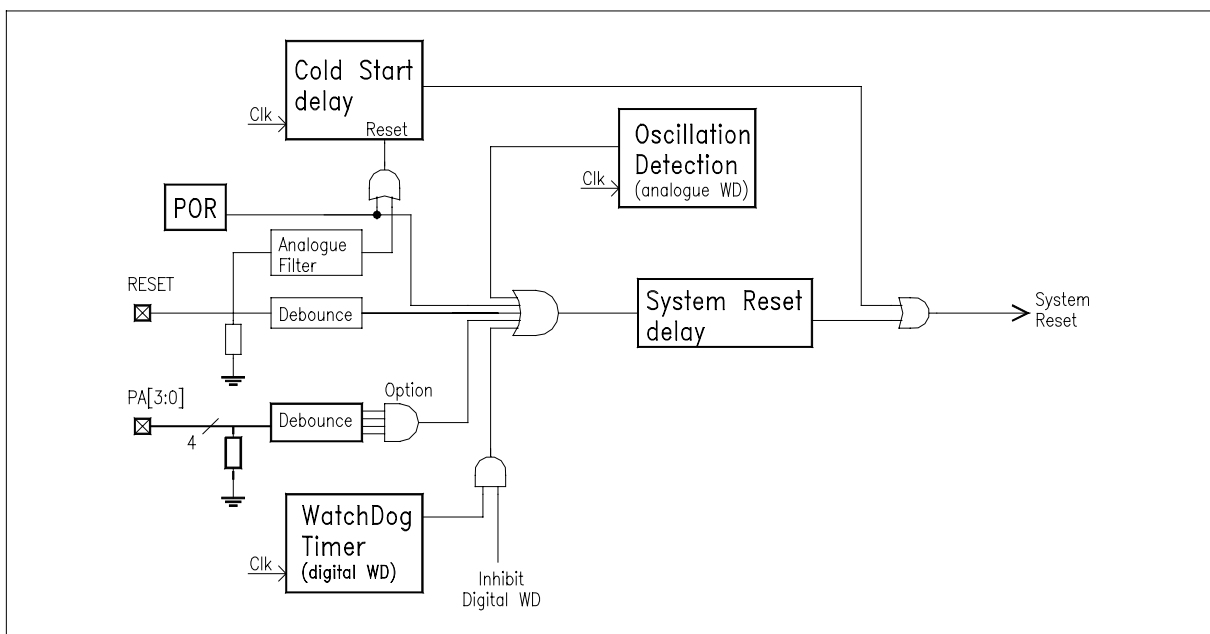 Cold Start
delay
Clk
Reset
Oscillation
Detection
(analogue WD)
Clk
POR
Analogue
Filter
RESET
Debounce
System Reset
delay
System
Reset
PA[3:0]
Option
Debounce
4
WatchDog
Timer
(digital WD)
Clk
Inhibit
Digital WD